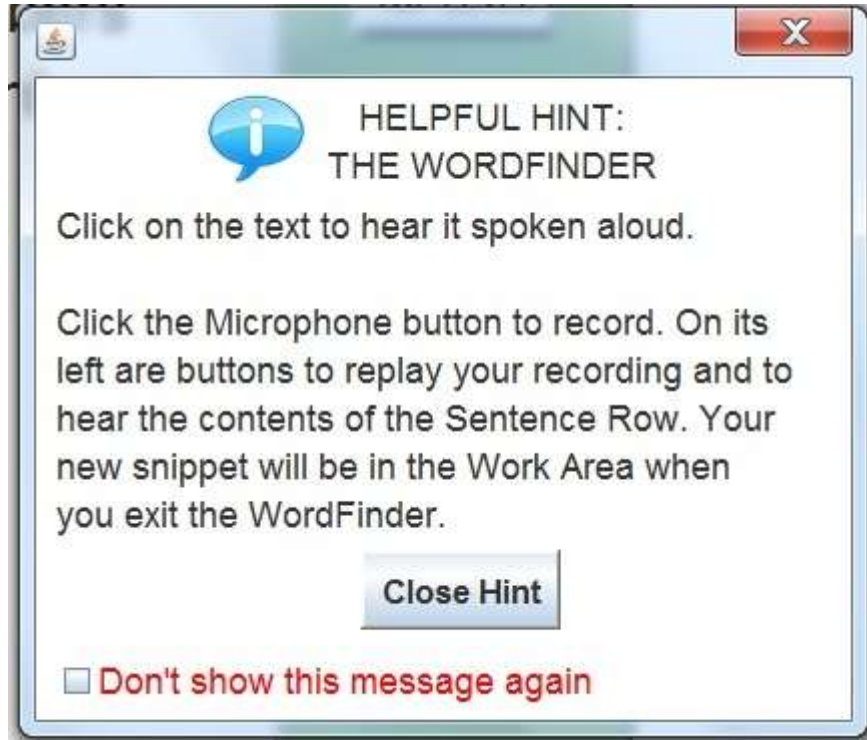 HELPFUL HINT:
THE WORDFINDER
Click on the text to hear it spoken aloud.
Click the Microphone button to record. On its
left are buttons to replay your recording and to
hear the contents of the Sentence Row. Your
new snippet will be in the Work Area when
you exit the WordFinder.
Close Hint
Don't show this message again